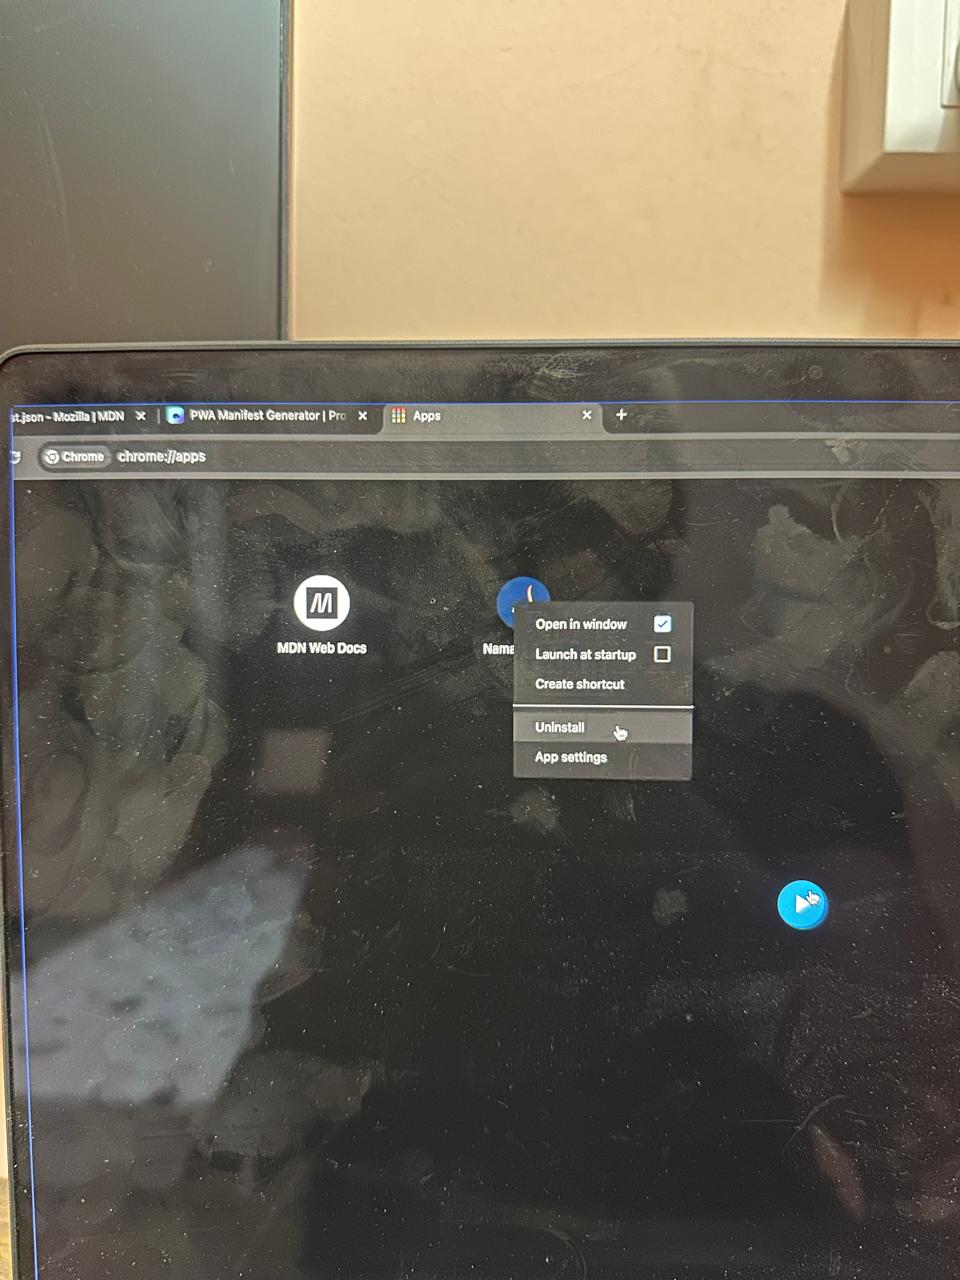 st.json - Mozilla | MDN
PWA Manifest Generator | Pro
Apps
Chrome
chrome://apps
MDN Web Docs
Nama
Open in window
Launch at startup
Create shortcut
Uninstall
App settings